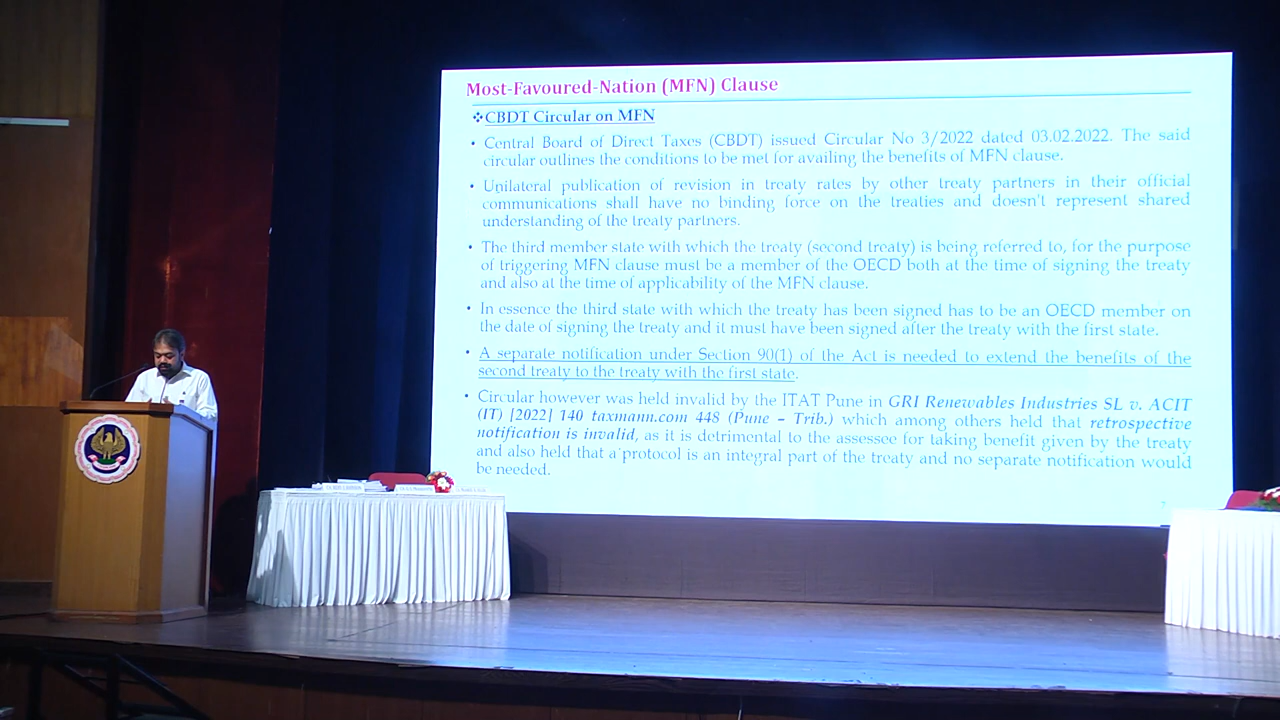 Most-Favoured-Nation (MFN) Clause
❖CBDT Circular on MFN
• Central Board of Direct Taxes (CBDT) issued Circular No 3/2022 dated 03.02.2022. The said
circular outlines the conditions to be met for availing the benefits of MFN clause.
• Unilateral publication of revision in treaty rates by other treaty partners in their official
communications shall have no binding force on the treaties and doesn't represent shared
understanding of the treaty partners.
• The third member state with which the treaty (second treaty) is being referred to, for the purpose
of triggering MFN clause must be a member of the OECD both at the time of signing the treaty
and also at the time of applicability of the MFN clause.
• In essence the third state with which the treaty has been signed has to be an OECD member on
the date of signing the treaty and it must have been signed after the treaty with the first state.
• A separate notification under Section 90(1) of the Act is needed to extend the benefits of the
second treaty to the treaty with the first state.
• Circular however was held invalid by the ITAT Pune in GRI Renewables Industries SL v. ACIT
(IT) [2022] 140 taxmann.com 448 (Pune – Trib.) which among others held that retrospective
notification is invalid, as it is detrimental to the assessee for taking benefit given by the treaty
and also held that a protocol is an integral part of the treaty and no separate notification would
be needed.